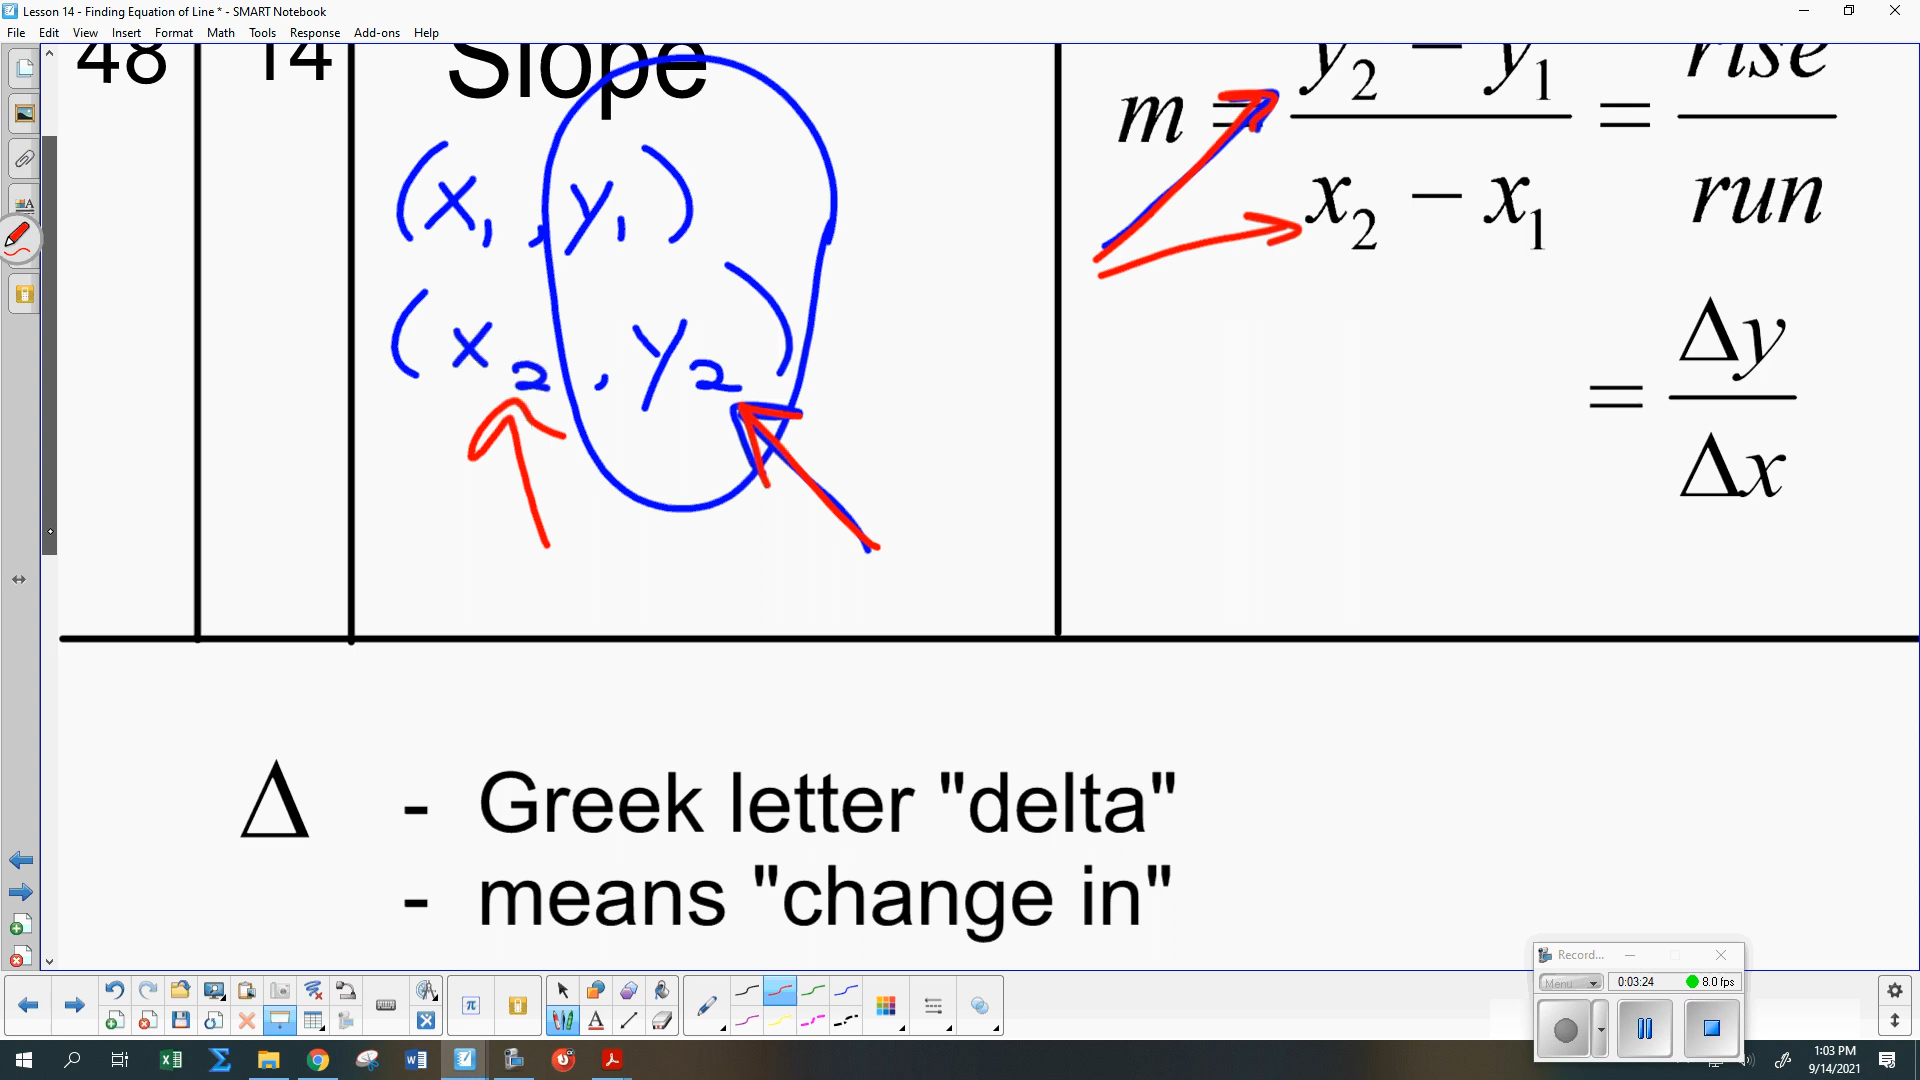 Lesson 14 - Finding Equation of Line * - SMART Notebook
File Edit View Insert Format Math Tools Response Add-ons Help
48 14 Slope
m = y₂ − y₁ / x₂ − x₁ = rise / run
(x₁, y₁)
(x₂, y₂)
= Δy / Δx
Δ - Greek letter "delta"
- means "change in"
Record...
Menu 0:03:24 8.0 fps
1:03 PM
9/14/2021